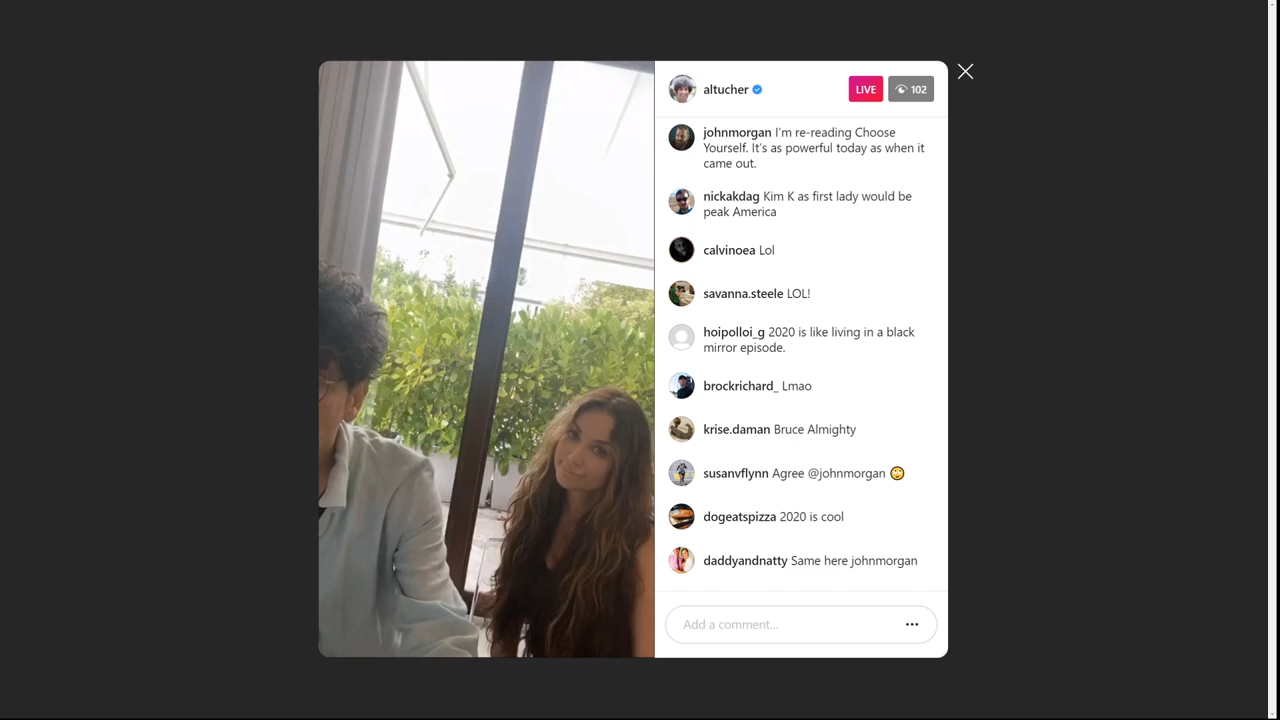 altucher
LIVE
102
johnmorgan I'm re-reading Choose
Yourself. It's as powerful today as when it
came out.
nickakdag Kim K as first lady would be
peak America
calvinoea Lol
savanna.steele LOL!
hoipolloi_g 2020 is like living in a black
mirror episode.
brockrichard_ Lmao
krise.daman Bruce Almighty
susanvflynn Agree @johnmorgan 🙄
dogeatspizza 2020 is cool
daddyandnatty Same here johnmorgan
Add a comment...